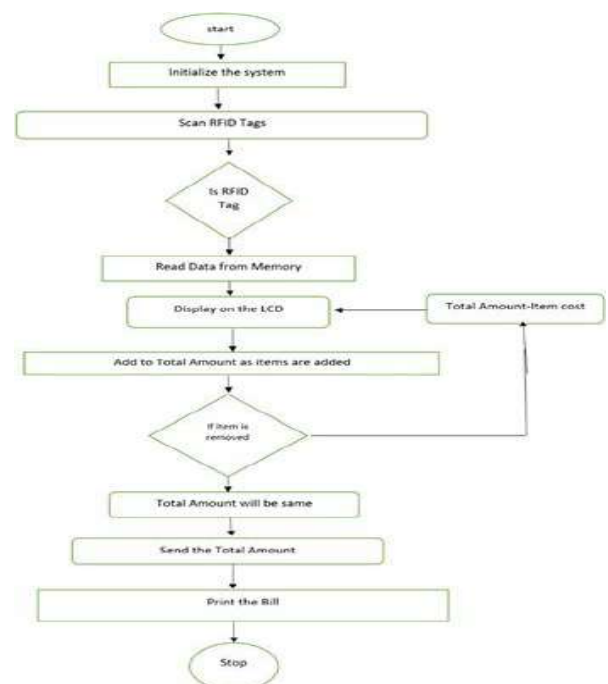 start
Initialize the system
Scan RFID Tags
Is RFID
Tag
Read Data from Memory
Display on the LCD
Total Amount-Item cost
Add to Total Amount as items are added
If item is
removed
Total Amount will be same
Send the Total Amount
Print the Bill
Stop